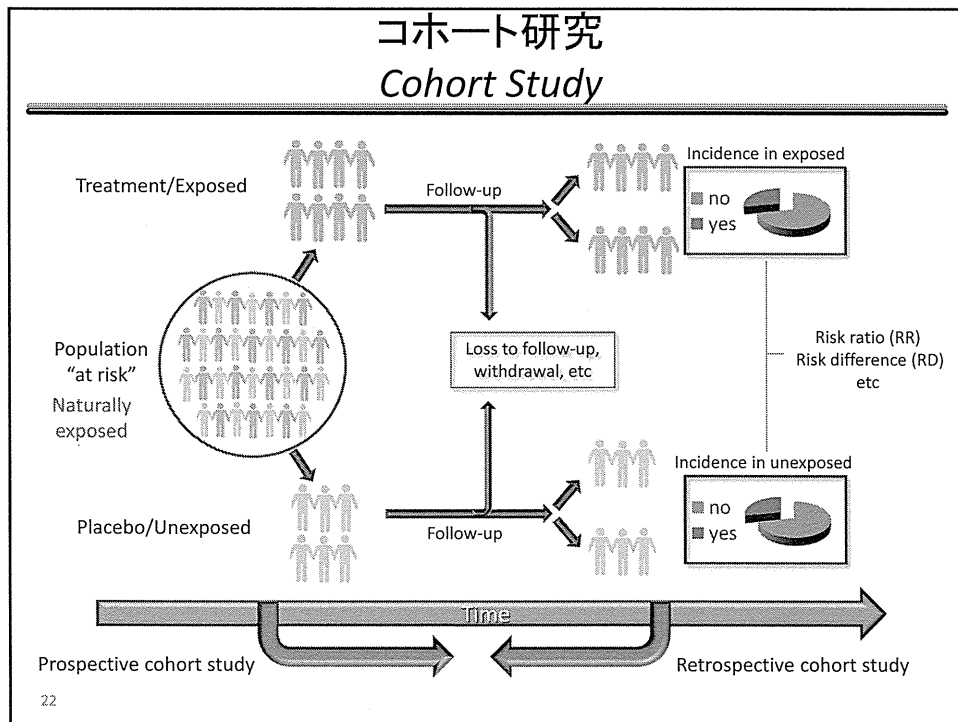 コホート研究
Cohort Study
Treatment/Exposed
Follow-up
Incidence in exposed
no
yes
Population
"at risk"
Naturally
exposed
Loss to follow-up,
withdrawal, etc
Risk ratio (RR)
Risk difference (RD)
etc
Placebo/Unexposed
Follow-up
Incidence in unexposed
no
yes
Time
Prospective cohort study
Retrospective cohort study
22